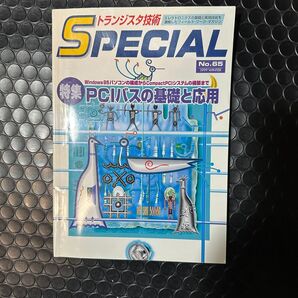 トランジスタ技術
SPECIAL
No.65
特集
Windows95パソコンの構成からCompactPCIシステムの構築まで
PCIバスの基礎と応用